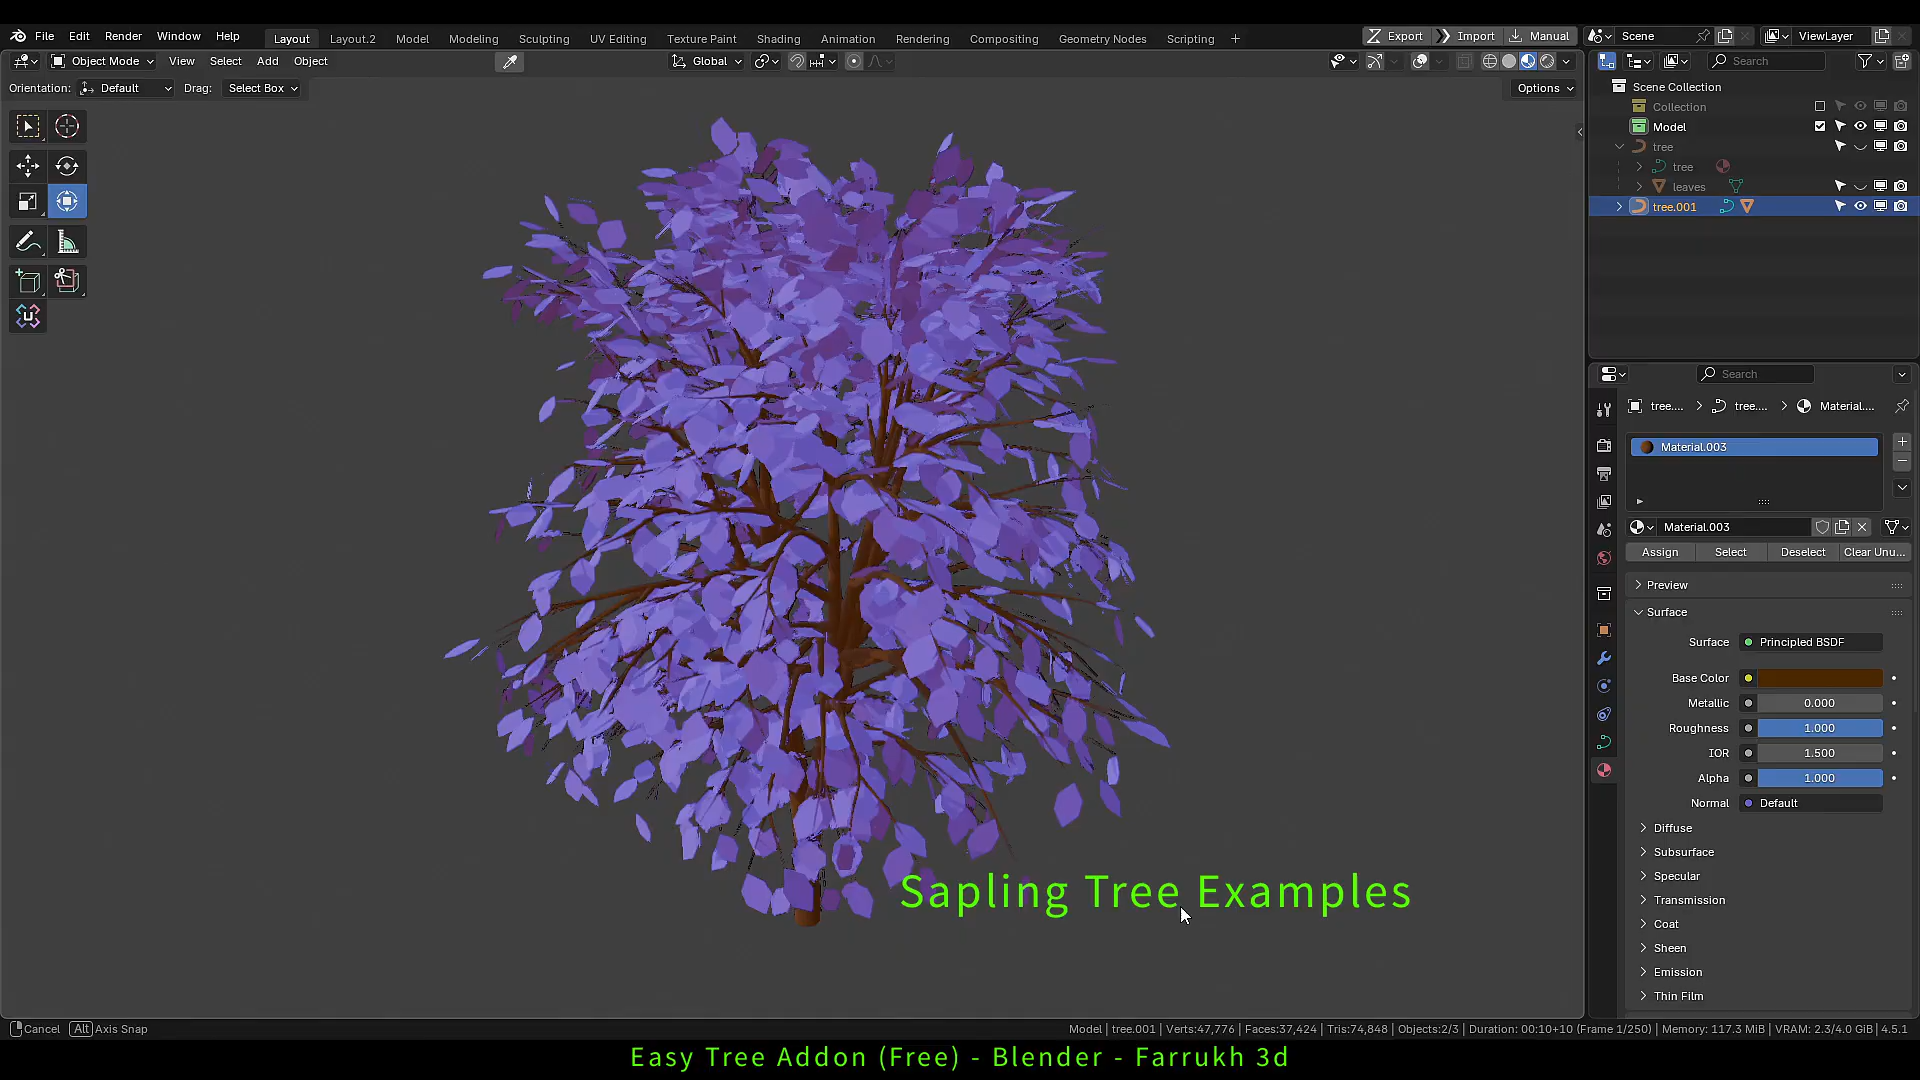 File Edit Render Window Help Layout Layout.2 Model Modeling Sculpting UV Editing Texture Paint Shading Animation Rendering Compositing Geometry Nodes Scripting + Export Import Manual Scene ViewLayer
Object Mode View Select Add Object Global Search
Orientation: Default Drag: Select Box Options
Scene Collection
Collection
Model
tree
tree
leaves
tree.001
Search
tree.... tree.... Material....
Material.003
Material.003
Assign Select Deselect Clear Unu...
Preview
Surface
Surface Principled BSDF
Base Color
Metallic 0.000
Roughness 1.000
IOR 1.500
Alpha 1.000
Normal Default
Diffuse
Subsurface
Specular
Transmission
Coat
Sheen
Emission
Thin Film
Sapling Tree Examples
Cancel Alt Axis Snap Model | tree.001 | Verts:47,776 | Faces:37,424 | Tris:74,848 | Objects:2/3 | Duration: 00:10+10 (Frame 1/250) | Memory: 117.3 MiB | VRAM: 2.3/4.0 GiB | 4.5.1
Easy Tree Addon (Free) - Blender - Farrukh 3d